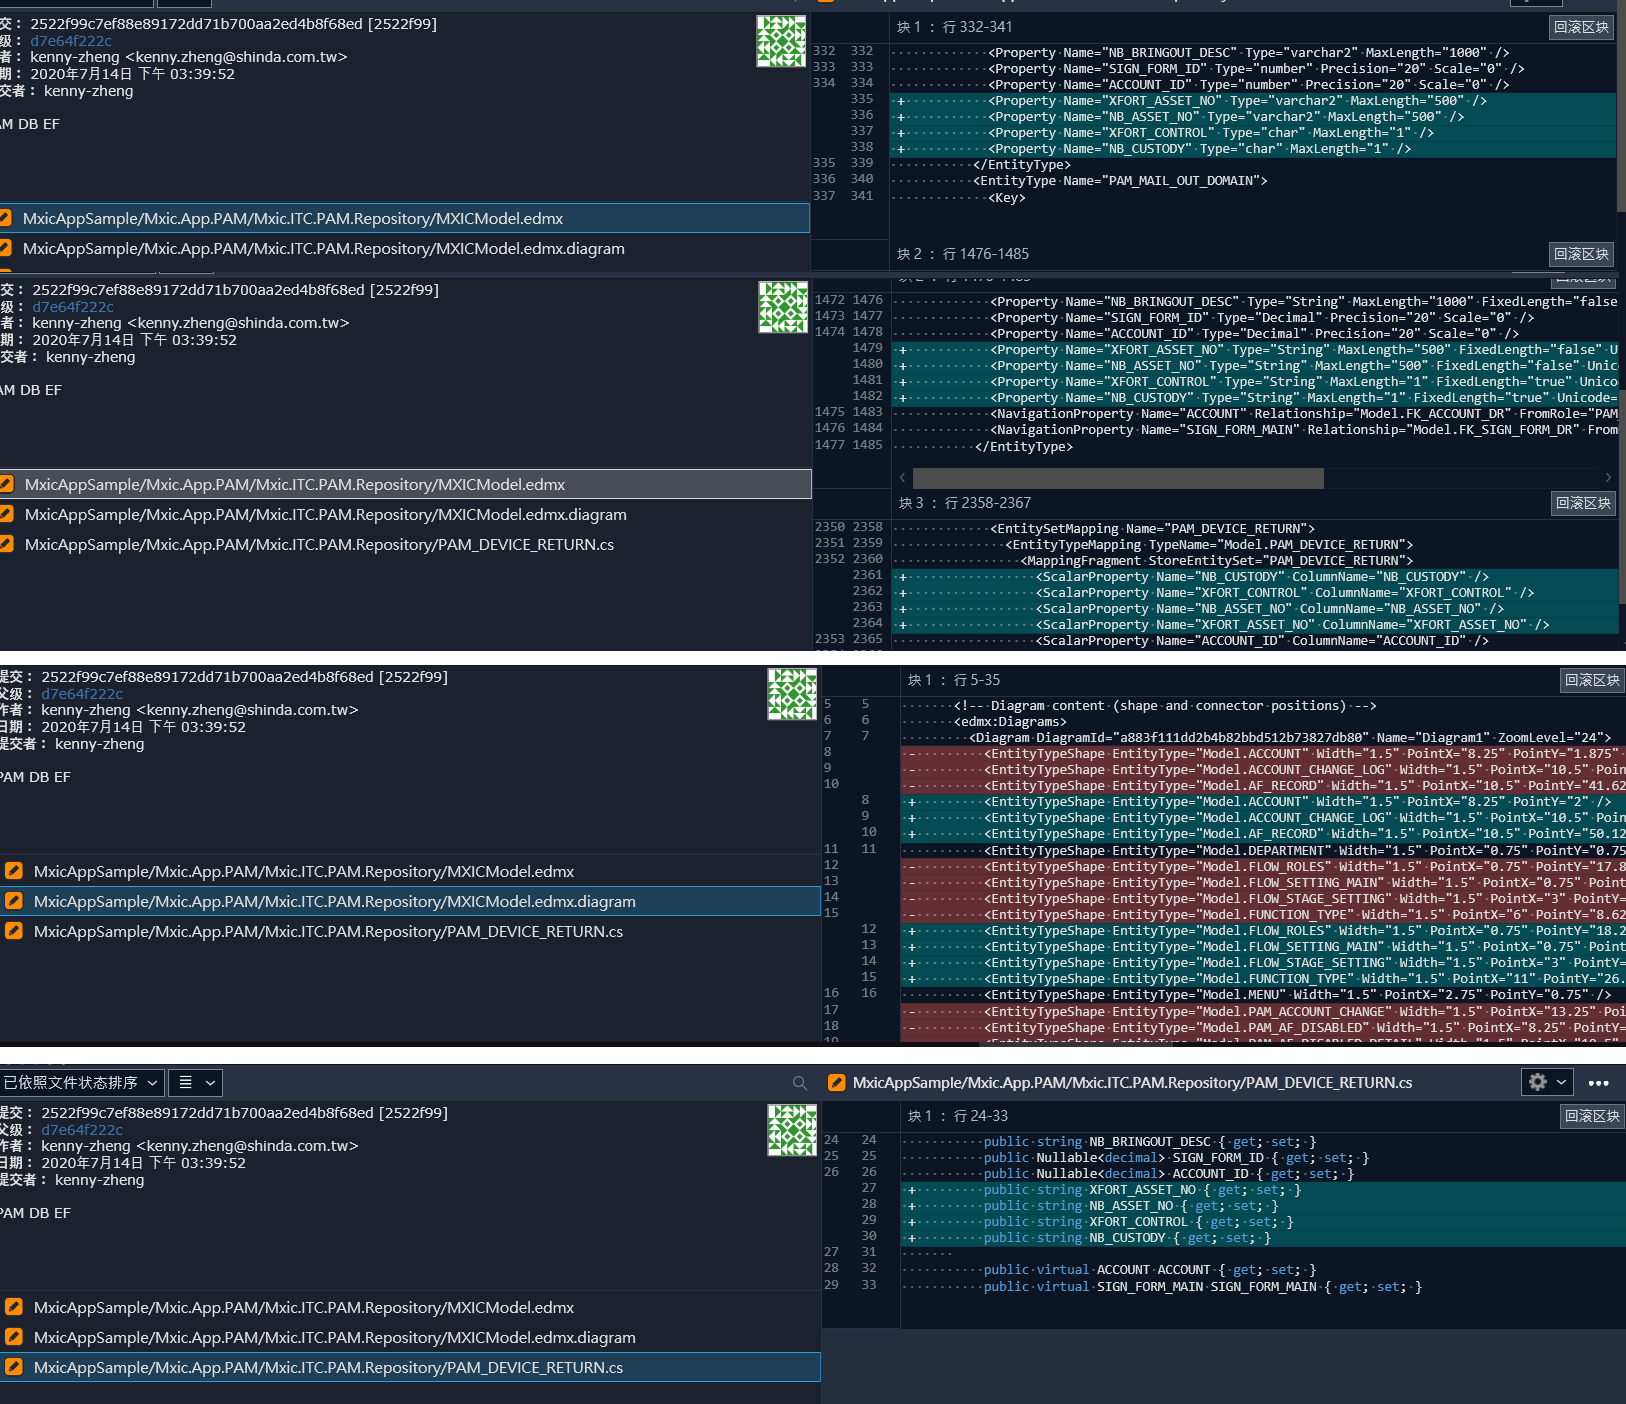 交： 2522f99c7ef88e89172dd71b700aa2ed4b8f68ed [2522f99]
级： d7e64f222c
者： kenny-zheng <kenny.zheng@shinda.com.tw>
期： 2020年7月14日 下午 03:39:52
交者： kenny-zheng
AM DB EF
MxicAppSample/Mxic.App.PAM/Mxic.ITC.PAM.Repository/MXICModel.edmx
MxicAppSample/Mxic.App.PAM/Mxic.ITC.PAM.Repository/MXICModel.edmx.diagram
块 1 ： 行 332-341
回滚区块
332 332 <Property Name="NB_BRINGOUT_DESC" Type="varchar2" MaxLength="1000" />
333 333 <Property Name="SIGN_FORM_ID" Type="number" Precision="20" Scale="0" />
334 334 <Property Name="ACCOUNT_ID" Type="number" Precision="20" Scale="0" />
335 + <Property Name="XFORT_ASSET_NO" Type="varchar2" MaxLength="500" />
336 + <Property Name="NB_ASSET_NO" Type="varchar2" MaxLength="500" />
337 + <Property Name="XFORT_CONTROL" Type="char" MaxLength="1" />
338 + <Property Name="NB_CUSTODY" Type="char" MaxLength="1" />
335 339 </EntityType>
336 340 <EntityType Name="PAM_MAIL_OUT_DOMAIN">
337 341 <Key>
块 2 ： 行 1476-1485
回滚区块
交： 2522f99c7ef88e89172dd71b700aa2ed4b8f68ed [2522f99]
级： d7e64f222c
者： kenny-zheng <kenny.zheng@shinda.com.tw>
期： 2020年7月14日 下午 03:39:52
交者： kenny-zheng
AM DB EF
MxicAppSample/Mxic.App.PAM/Mxic.ITC.PAM.Repository/MXICModel.edmx
MxicAppSample/Mxic.App.PAM/Mxic.ITC.PAM.Repository/MXICModel.edmx.diagram
MxicAppSample/Mxic.App.PAM/Mxic.ITC.PAM.Repository/PAM_DEVICE_RETURN.cs
1472 1476 <Property Name="NB_BRINGOUT_DESC" Type="String" MaxLength="1000" FixedLength="false
1473 1477 <Property Name="SIGN_FORM_ID" Type="Decimal" Precision="20" Scale="0" />
1474 1478 <Property Name="ACCOUNT_ID" Type="Decimal" Precision="20" Scale="0" />
1479 + <Property Name="XFORT_ASSET_NO" Type="String" MaxLength="500" FixedLength="false" U
1480 + <Property Name="NB_ASSET_NO" Type="String" MaxLength="500" FixedLength="false" Unic
1481 + <Property Name="XFORT_CONTROL" Type="String" MaxLength="1" FixedLength="true" Unico
1482 + <Property Name="NB_CUSTODY" Type="String" MaxLength="1" FixedLength="true" Unicode=
1475 1483 <NavigationProperty Name="ACCOUNT" Relationship="Model.FK_ACCOUNT_DR" FromRole="PAM
1476 1484 <NavigationProperty Name="SIGN_FORM_MAIN" Relationship="Model.FK_SIGN_FORM_DR" From
1477 1485 </EntityType>
块 3 ： 行 2358-2367
回滚区块
2350 2358 <EntitySetMapping Name="PAM_DEVICE_RETURN">
2351 2359 <EntityTypeMapping TypeName="Model.PAM_DEVICE_RETURN">
2352 2360 <MappingFragment StoreEntitySet="PAM_DEVICE_RETURN">
2361 + <ScalarProperty Name="NB_CUSTODY" ColumnName="NB_CUSTODY" />
2362 + <ScalarProperty Name="XFORT_CONTROL" ColumnName="XFORT_CONTROL" />
2363 + <ScalarProperty Name="NB_ASSET_NO" ColumnName="NB_ASSET_NO" />
2364 + <ScalarProperty Name="XFORT_ASSET_NO" ColumnName="XFORT_ASSET_NO" />
2353 2365 <ScalarProperty Name="ACCOUNT_ID" ColumnName="ACCOUNT_ID" />
提交： 2522f99c7ef88e89172dd71b700aa2ed4b8f68ed [2522f99]
父级： d7e64f222c
作者： kenny-zheng <kenny.zheng@shinda.com.tw>
日期： 2020年7月14日 下午 03:39:52
提交者： kenny-zheng
PAM DB EF
MxicAppSample/Mxic.App.PAM/Mxic.ITC.PAM.Repository/MXICModel.edmx
MxicAppSample/Mxic.App.PAM/Mxic.ITC.PAM.Repository/MXICModel.edmx.diagram
MxicAppSample/Mxic.App.PAM/Mxic.ITC.PAM.Repository/PAM_DEVICE_RETURN.cs
块 1 ： 行 5-35
回滚区块
5 5 <!-- Diagram content (shape and connector positions) -->
6 6 <edmx:Diagrams>
7 7 <Diagram DiagramId="a883f111dd2b4b82bbd512b73827db80" Name="Diagram1" ZoomLevel="24">
8 - <EntityTypeShape EntityType="Model.ACCOUNT" Width="1.5" PointX="8.25" PointY="1.875"
9 - <EntityTypeShape EntityType="Model.ACCOUNT_CHANGE_LOG" Width="1.5" PointX="10.5" Poin
10 - <EntityTypeShape EntityType="Model.AF_RECORD" Width="1.5" PointX="10.5" PointY="41.62
8 + <EntityTypeShape EntityType="Model.ACCOUNT" Width="1.5" PointX="8.25" PointY="2" />
9 + <EntityTypeShape EntityType="Model.ACCOUNT_CHANGE_LOG" Width="1.5" PointX="10.5" Poin
10 + <EntityTypeShape EntityType="Model.AF_RECORD" Width="1.5" PointX="10.5" PointY="50.12
11 11 <EntityTypeShape EntityType="Model.DEPARTMENT" Width="1.5" PointX="0.75" PointY="0.75
12 - <EntityTypeShape EntityType="Model.FLOW_ROLES" Width="1.5" PointX="0.75" PointY="17.8
13 - <EntityTypeShape EntityType="Model.FLOW_SETTING_MAIN" Width="1.5" PointX="0.75" Point
14 - <EntityTypeShape EntityType="Model.FLOW_STAGE_SETTING" Width="1.5" PointX="3" PointY=
15 - <EntityTypeShape EntityType="Model.FUNCTION_TYPE" Width="1.5" PointX="6" PointY="8.62
12 + <EntityTypeShape EntityType="Model.FLOW_ROLES" Width="1.5" PointX="0.75" PointY="18.2
13 + <EntityTypeShape EntityType="Model.FLOW_SETTING_MAIN" Width="1.5" PointX="0.75" Point
14 + <EntityTypeShape EntityType="Model.FLOW_STAGE_SETTING" Width="1.5" PointX="3" PointY=
15 + <EntityTypeShape EntityType="Model.FUNCTION_TYPE" Width="1.5" PointX="11" PointY="26.
16 16 <EntityTypeShape EntityType="Model.MENU" Width="1.5" PointX="2.75" PointY="0.75" />
17 - <EntityTypeShape EntityType="Model.PAM_ACCOUNT_CHANGE" Width="1.5" PointX="13.25" Poi
18 - <EntityTypeShape EntityType="Model.PAM_AF_DISABLED" Width="1.5" PointX="8.25" PointY=
已依照文件状态排序
MxicAppSample/Mxic.App.PAM/Mxic.ITC.PAM.Repository/PAM_DEVICE_RETURN.cs
提交： 2522f99c7ef88e89172dd71b700aa2ed4b8f68ed [2522f99]
父级： d7e64f222c
作者： kenny-zheng <kenny.zheng@shinda.com.tw>
日期： 2020年7月14日 下午 03:39:52
提交者： kenny-zheng
PAM DB EF
MxicAppSample/Mxic.App.PAM/Mxic.ITC.PAM.Repository/MXICModel.edmx
MxicAppSample/Mxic.App.PAM/Mxic.ITC.PAM.Repository/MXICModel.edmx.diagram
MxicAppSample/Mxic.App.PAM/Mxic.ITC.PAM.Repository/PAM_DEVICE_RETURN.cs
块 1 ： 行 24-33
回滚区块
24 24 public string NB_BRINGOUT_DESC { get; set; }
25 25 public Nullable<decimal> SIGN_FORM_ID { get; set; }
26 26 public Nullable<decimal> ACCOUNT_ID { get; set; }
27 + public string XFORT_ASSET_NO { get; set; }
28 + public string NB_ASSET_NO { get; set; }
29 + public string XFORT_CONTROL { get; set; }
30 + public string NB_CUSTODY { get; set; }
27 31
28 32 public virtual ACCOUNT ACCOUNT { get; set; }
29 33 public virtual SIGN_FORM_MAIN SIGN_FORM_MAIN { get; set; }